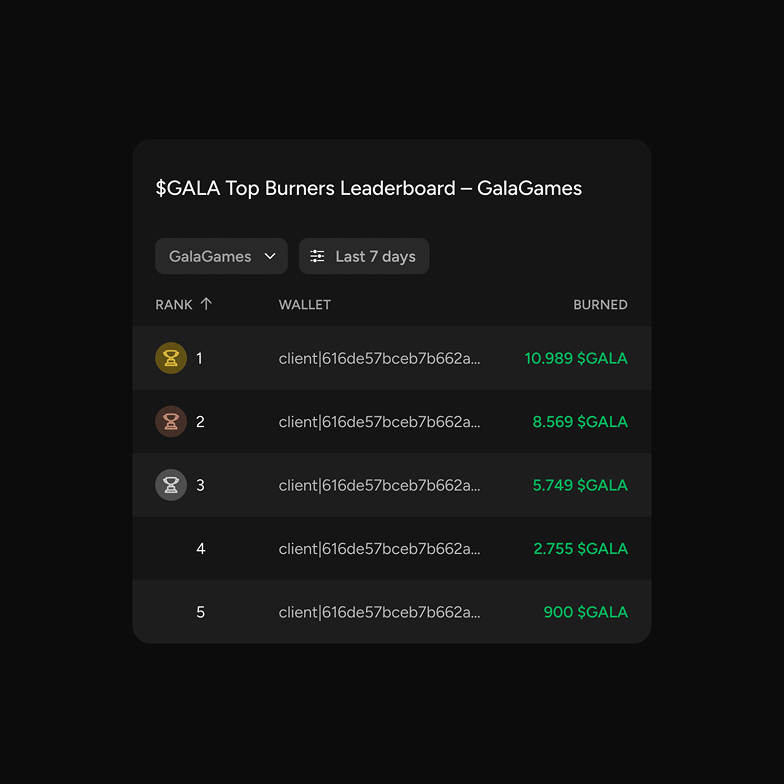 $GALA Top Burners Leaderboard – GalaGames
GalaGames Last 7 days
RANK WALLET BURNED
1 client|616de57bceb7b662a... 10.989 $GALA
2 client|616de57bceb7b662a... 8.569 $GALA
3 client|616de57bceb7b662a... 5.749 $GALA
4 client|616de57bceb7b662a... 2.755 $GALA
5 client|616de57bceb7b662a... 900 $GALA